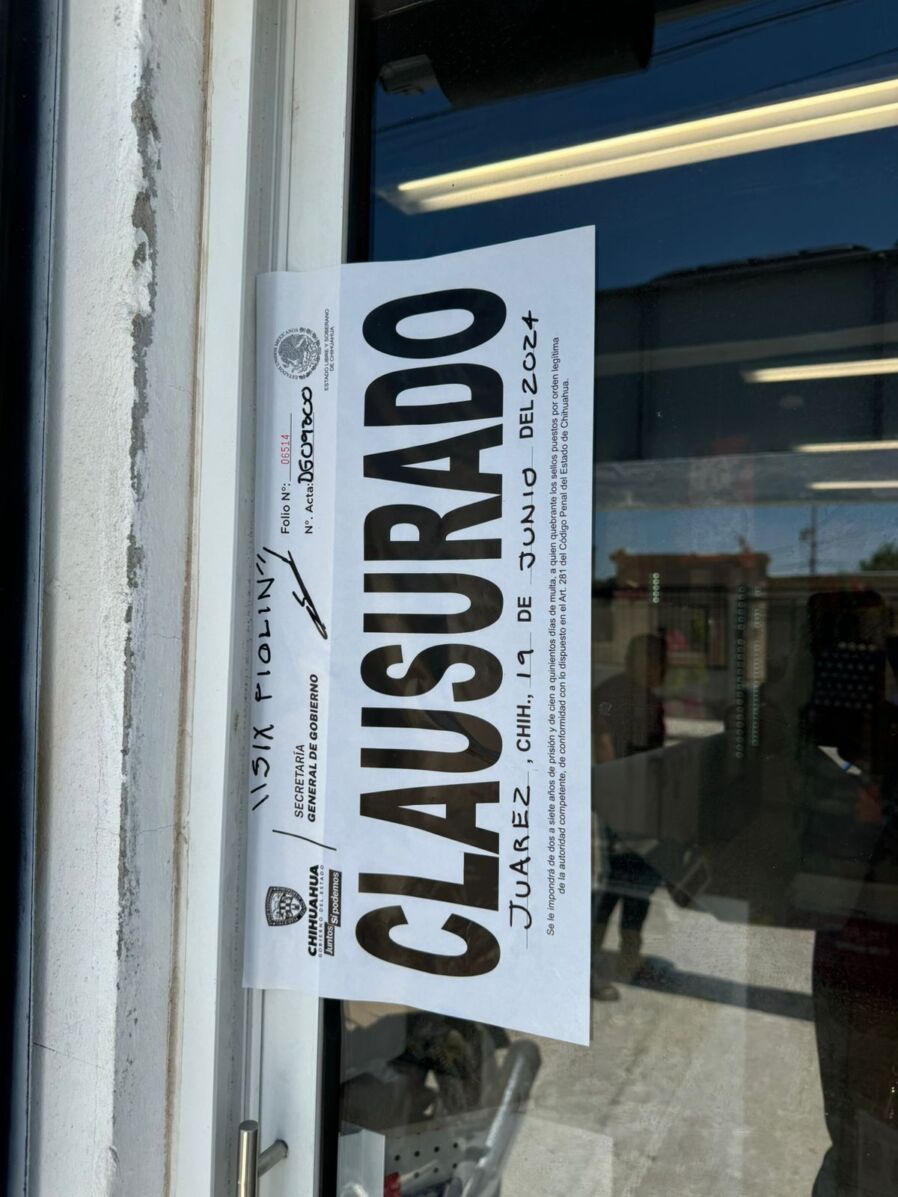 "SIX PIOLIN"
CHIHUAHUA
GOBIERNO DEL ESTADO
Juntos Sí podemos
SECRETARÍA
GENERAL DE GOBIERNO
Folio N°: 06514
N°. Acta:
ESTADOS UNIDOS MEXICANOS
ESTADO LIBRE Y SOBERANO
DE CHIHUAHUA
CLAUSURADO
JUAREZ, CHIH., 19 DE JUNIO DEL 2024
Se le impondrá de dos a siete años de prisión y de cien a quinientos días de multa, a quien quebrante los sellos puestos por orden legítima
de la autoridad competente, de conformidad con lo dispuesto en el Art. 281 del Código Penal del Estado de Chihuahua.